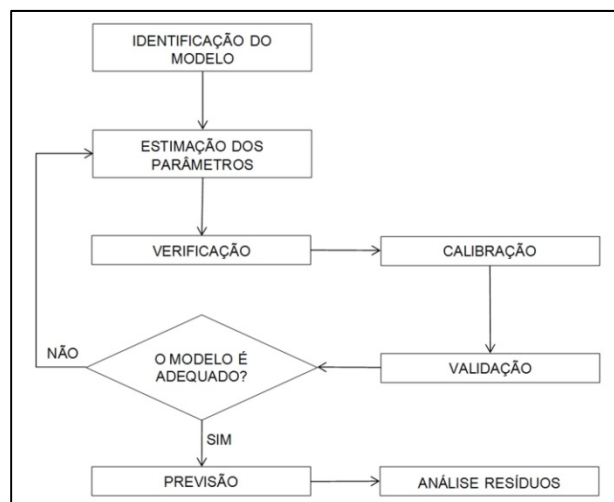 IDENTIFICAÇÃO DO
MODELO
ESTIMAÇÃO DOS
PARÂMETROS
VERIFICAÇÃO
CALIBRAÇÃO
NÃO
O MODELO É
ADEQUADO?
VALIDAÇÃO
SIM
PREVISÃO
ANÁLISE RESÍDUOS